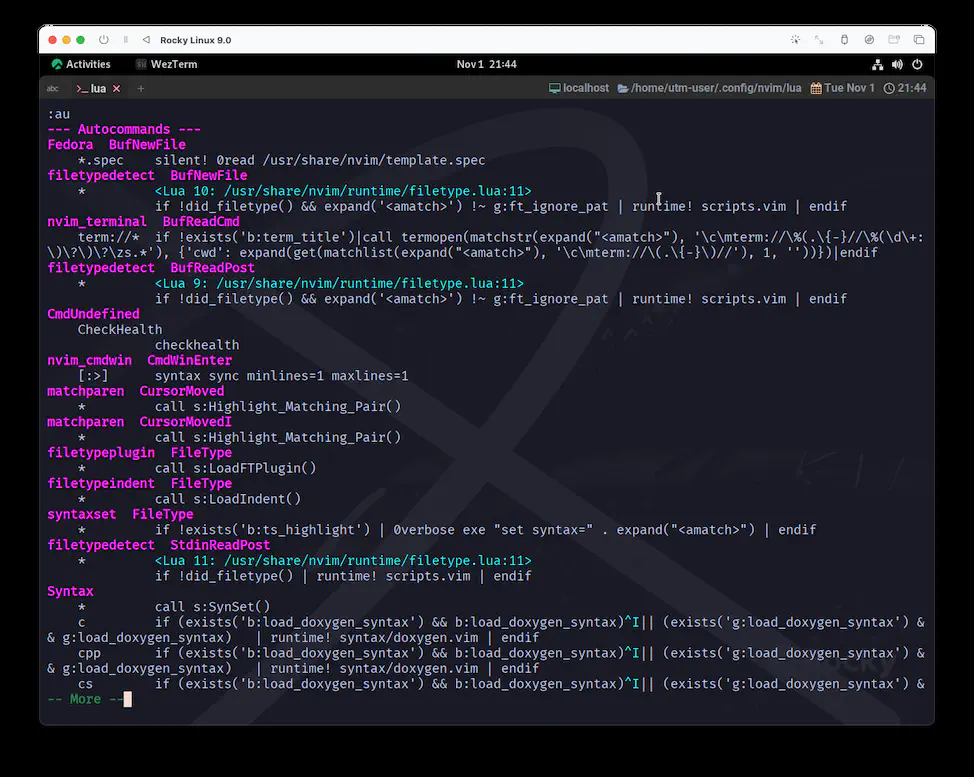 Rocky Linux 9.0
Activities WezTerm Nov 1 21:44
abc >_ lua × + localhost /home/utm-user/.config/nvim/lua Tue Nov 1 21:44
:au
--- Autocommands ---
Fedora  BufNewFile
    *.spec    silent! 0read /usr/share/nvim/template.spec
filetypedetect  BufNewFile
    *         <Lua 10: /usr/share/nvim/runtime/filetype.lua:11>
              if !did_filetype() && expand('<amatch>') !~ g:ft_ignore_pat | runtime! scripts.vim | endif
nvim_terminal  BufReadCmd
    term://*  if !exists('b:term_title')|call termopen(matchstr(expand("<amatch>"), '\c\mterm://\%(.\{-}//\%(\d\+:
\)\?\)\?\zs.*'), {'cwd': expand(get(matchlist(expand("<amatch>"), '\c\mterm://\(.\{-}\)//'), 1, ''))})|endif
filetypedetect  BufReadPost
    *         <Lua 9: /usr/share/nvim/runtime/filetype.lua:11>
              if !did_filetype() && expand('<amatch>') !~ g:ft_ignore_pat | runtime! scripts.vim | endif
CmdUndefined
    CheckHealth
              checkhealth
nvim_cmdwin  CmdWinEnter
    [:>]      syntax sync minlines=1 maxlines=1
matchparen  CursorMoved
    *         call s:Highlight_Matching_Pair()
matchparen  CursorMovedI
    *         call s:Highlight_Matching_Pair()
filetypeplugin  FileType
    *         call s:LoadFTPlugin()
filetypeindent  FileType
    *         call s:LoadIndent()
syntaxset  FileType
    *         if !exists('b:ts_highlight') | 0verbose exe "set syntax=" . expand("<amatch>") | endif
filetypedetect  StdinReadPost
    *         <Lua 11: /usr/share/nvim/runtime/filetype.lua:11>
              if !did_filetype() | runtime! scripts.vim | endif
Syntax
    *         call s:SynSet()
    c         if (exists('b:load_doxygen_syntax') && b:load_doxygen_syntax)^I|| (exists('g:load_doxygen_syntax') &
& g:load_doxygen_syntax)   | runtime! syntax/doxygen.vim | endif
    cpp       if (exists('b:load_doxygen_syntax') && b:load_doxygen_syntax)^I|| (exists('g:load_doxygen_syntax') &
& g:load_doxygen_syntax)   | runtime! syntax/doxygen.vim | endif
    cs        if (exists('b:load_doxygen_syntax') && b:load_doxygen_syntax)^I|| (exists('g:load_doxygen_syntax') &
-- More --